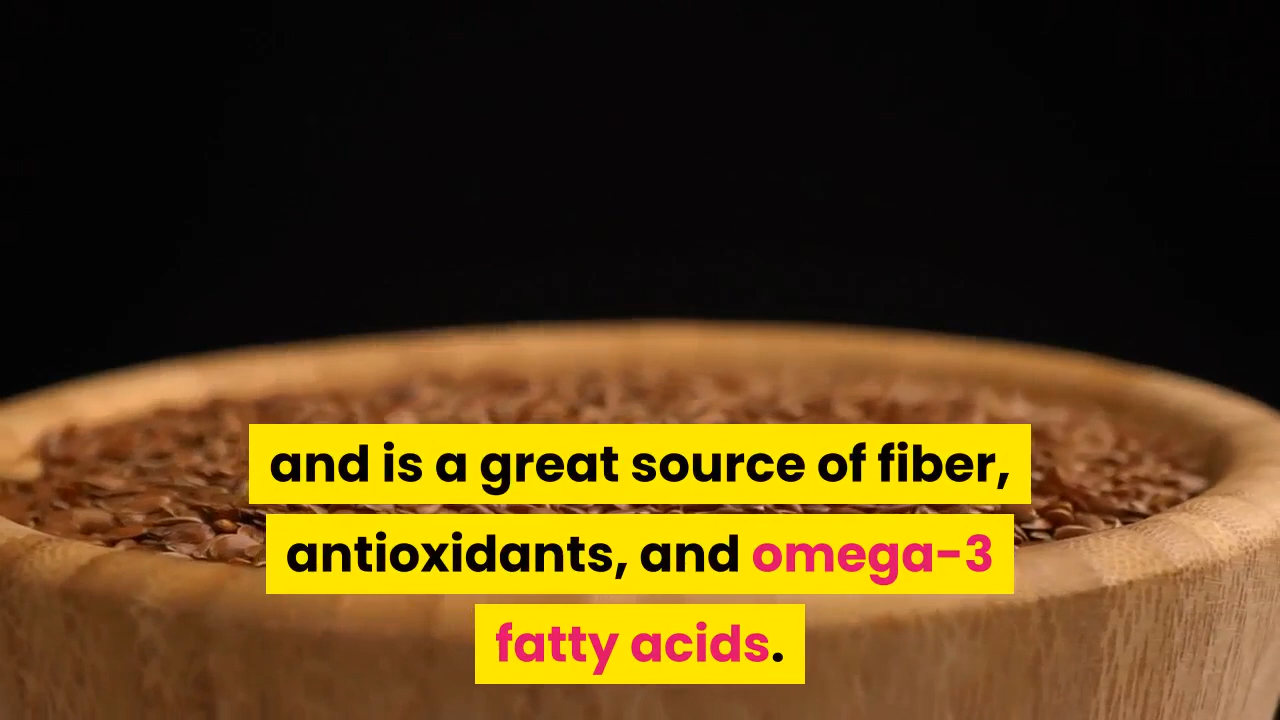 and is a great source of fiber,
antioxidants, and omega-3
fatty acids.